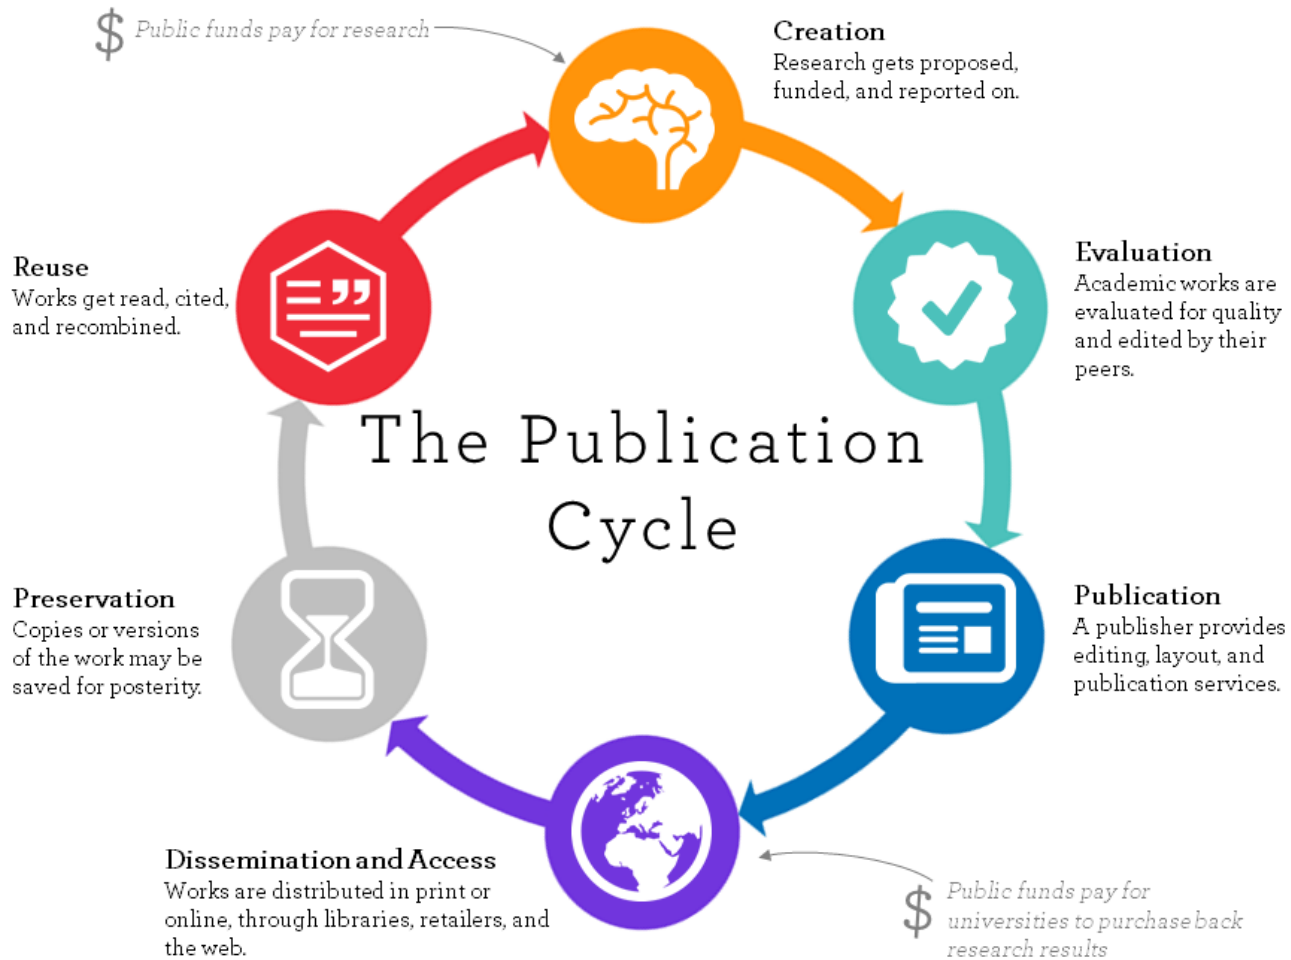 $ Public funds pay for research
Creation
Research gets proposed,
funded, and reported on.
Evaluation
Academic works are
evaluated for quality
and edited by their
peers.
Reuse
Works get read, cited,
and recombined.
The Publication
Cycle
Preservation
Copies or versions
of the work may be
saved for posterity.
Publication
A publisher provides
editing, layout, and
publication services.
Dissemination and Access
Works are distributed in print or
online, through libraries, retailers, and
the web.
$ Public funds pay for
universities to purchase back
research results